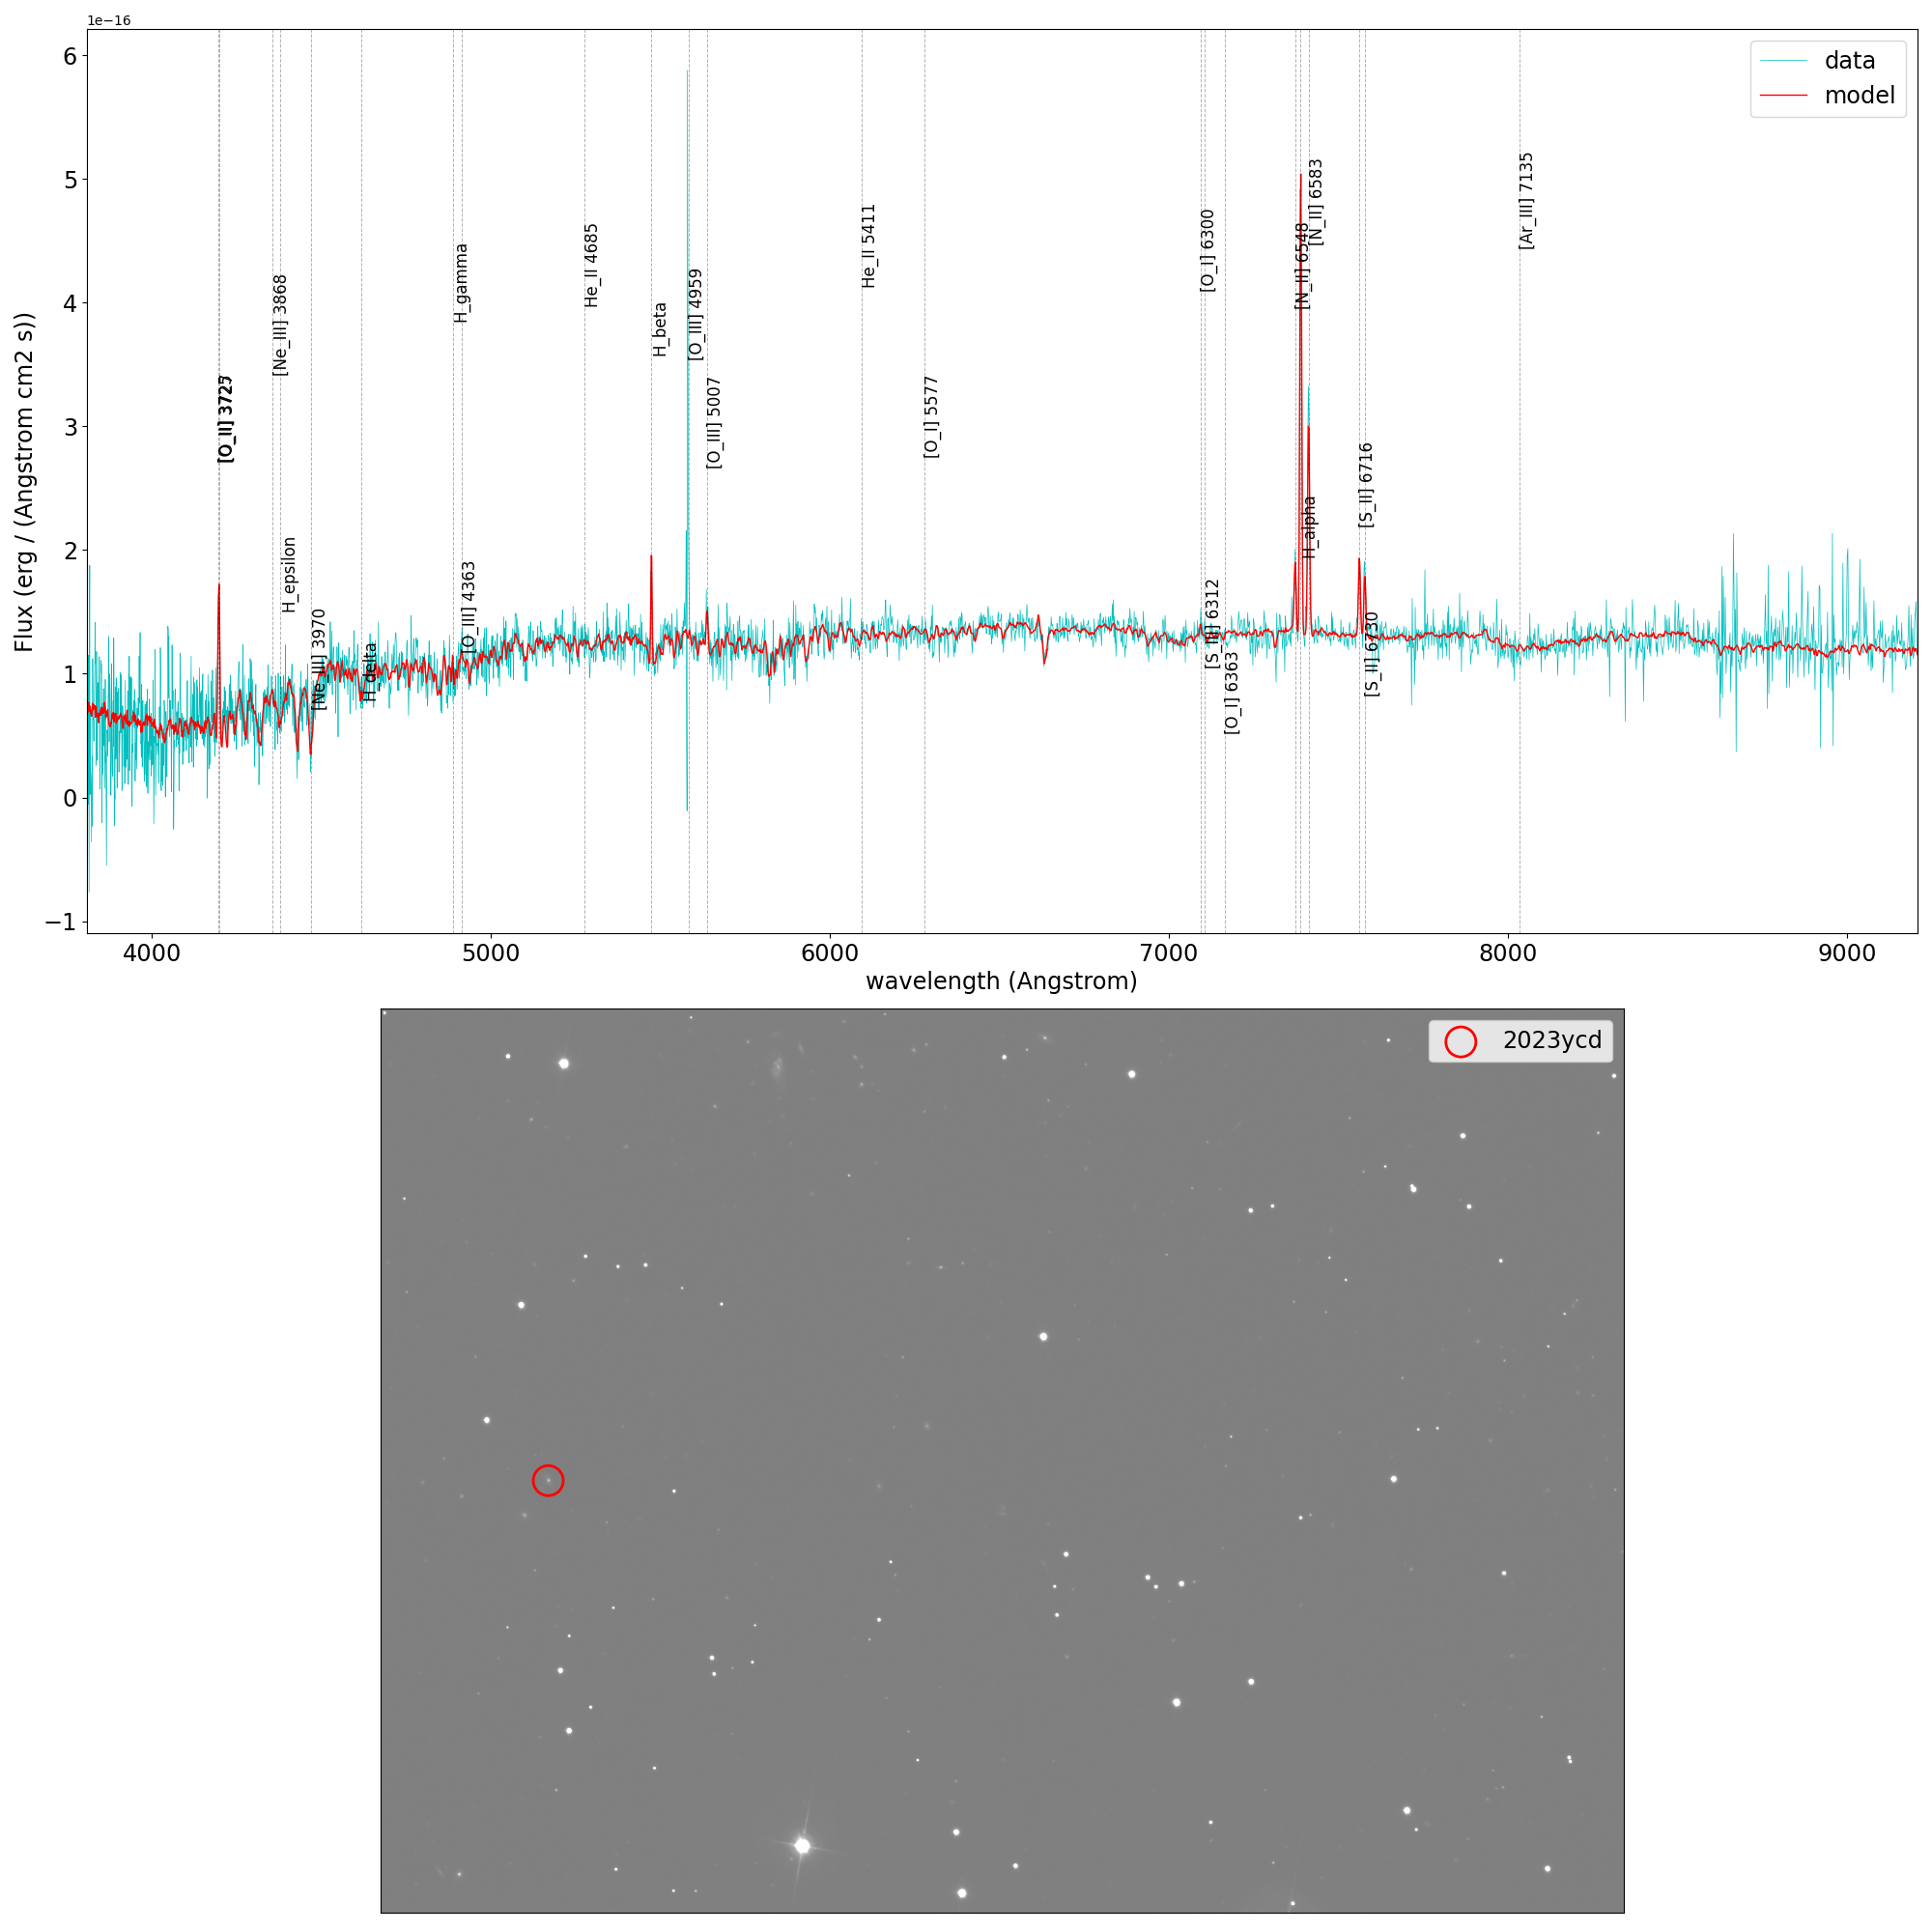 1e−16
data
model
Flux (erg / (Angstrom cm2 s))
6
5
4
3
2
1
0
−1
[Ne_III] 3868
H_epsilon
[Ne_III] 3970
H_delta
H_gamma
[O_III] 4363
He_II 4685
H_beta
[O_III] 4959
[O_III] 5007
He_II 5411
[O_I] 5577
[O_I] 6300
[S_III] 6312
[O_I] 6363
[N_II] 6548
H_alpha
[N_II] 6583
[S_II] 6716
[S_II] 6730
[Ar_III] 7135
4000 5000 6000 7000 8000 9000
wavelength (Angstrom)
2023ycd